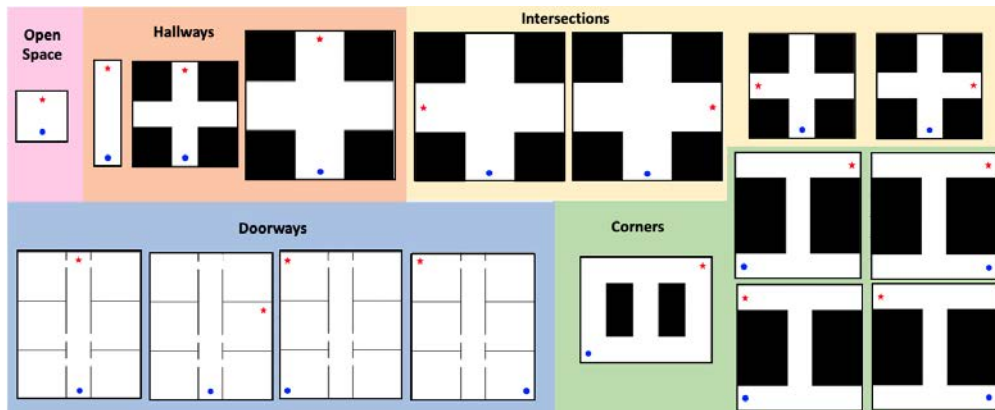 Open
Space
Hallways
Intersections
Doorways
Corners